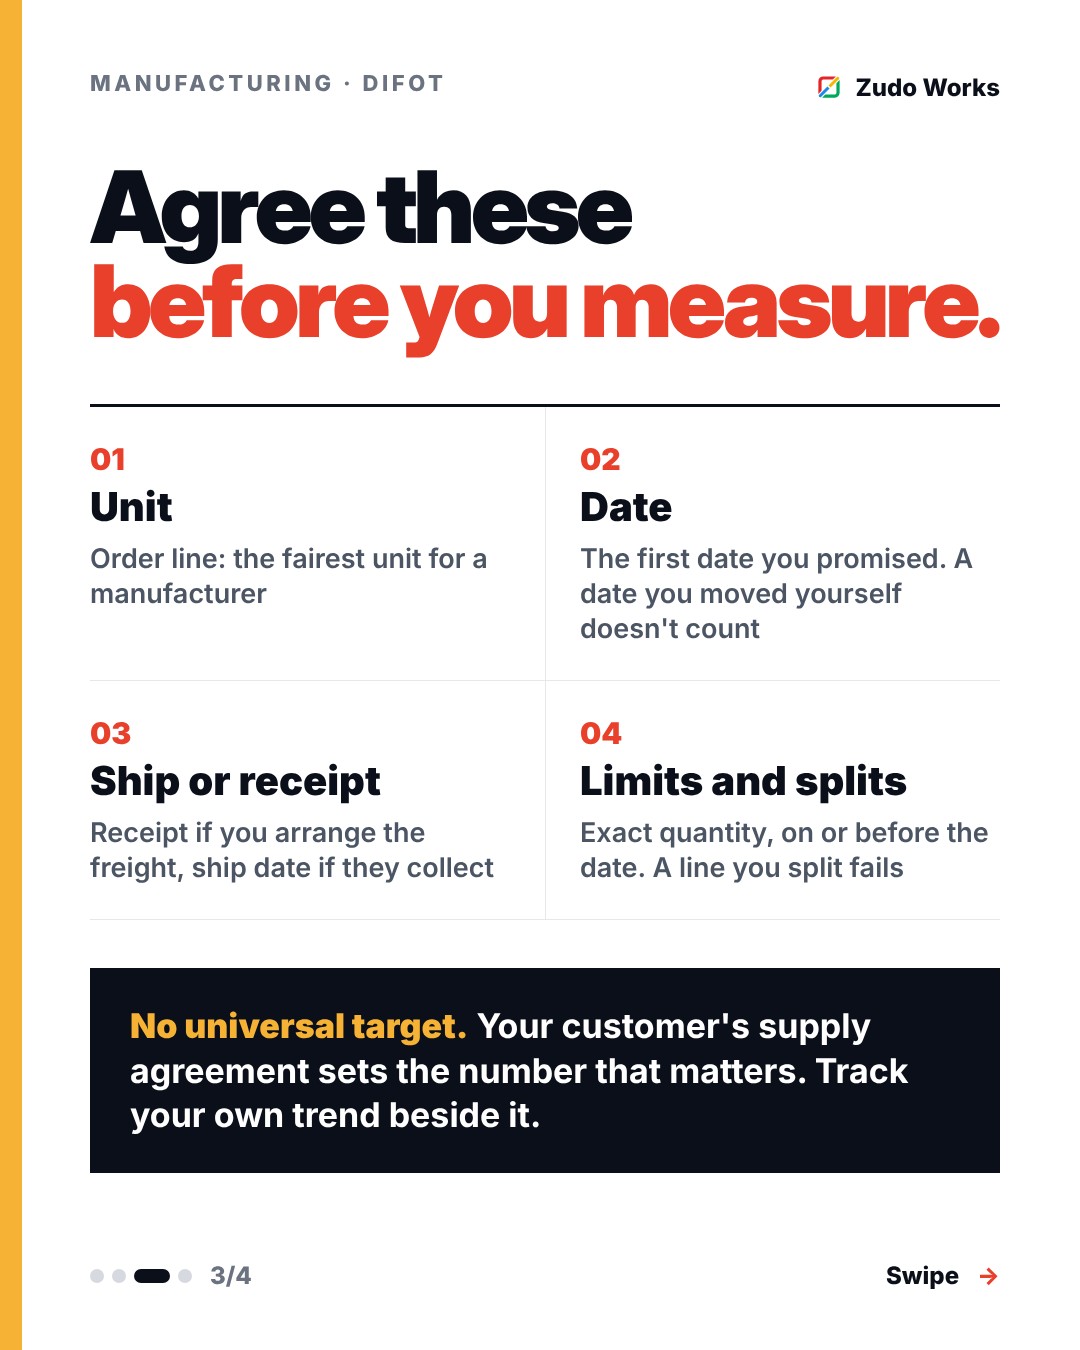 MANUFACTURING · DIFOT
Zudo Works
Agree these
before you measure.
01
Unit
Order line: the fairest unit for a
manufacturer
02
Date
The first date you promised. A
date you moved yourself
doesn't count
03
Ship or receipt
Receipt if you arrange the
freight, ship date if they collect
04
Limits and splits
Exact quantity, on or before the
date. A line you split fails
No universal target. Your customer's supply
agreement sets the number that matters. Track
your own trend beside it.
3/4
Swipe →